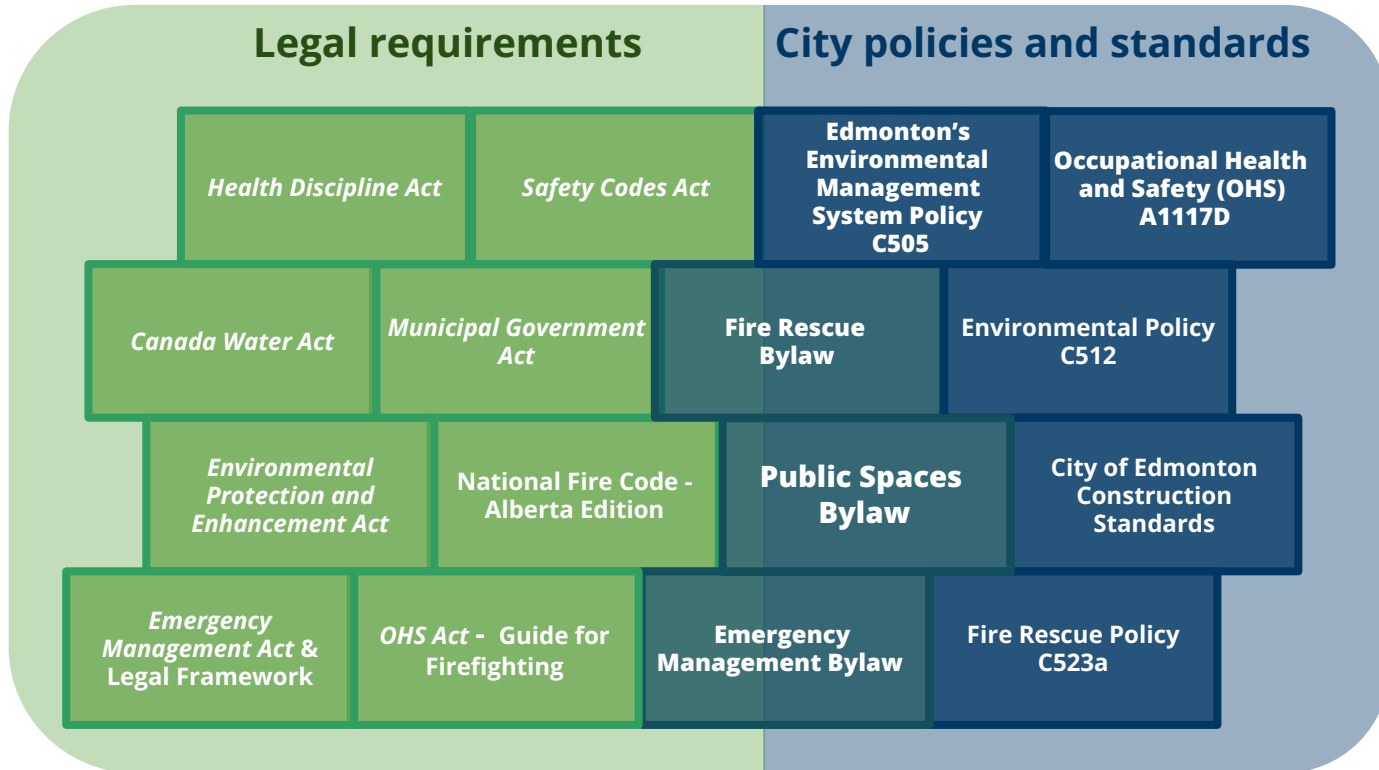 Legal requirements
City policies and standards
Health Discipline Act
Safety Codes Act
Edmonton's
Environmental
Management
System Policy
C505
Occupational Health
and Safety (OHS)
A1117D
Canada Water Act
Municipal Government
Act
Fire Rescue
Bylaw
Environmental Policy
C512
Environmental
Protection and
Enhancement Act
National Fire Code -
Alberta Edition
Public Spaces
Bylaw
City of Edmonton
Construction
Standards
Emergency
Management Act &
Legal Framework
OHS Act - Guide for
Firefighting
Emergency
Management Bylaw
Fire Rescue Policy
C523a